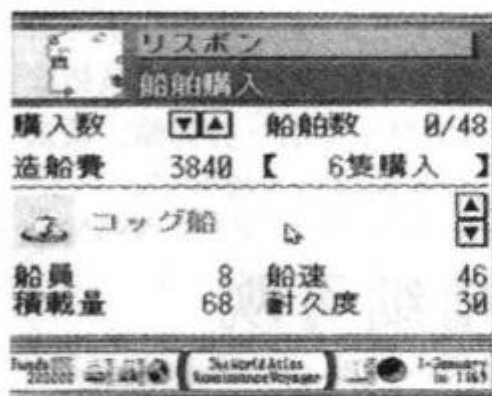 リスボン
船舶購入
購入数 ▼▲ 船舶数 0/48
造船費 3840 【 6隻購入 】
コッグ船
船員 8 船速 46
積載量 68 耐久度 30
Funds
The World Atlas
Renaissance Voyager